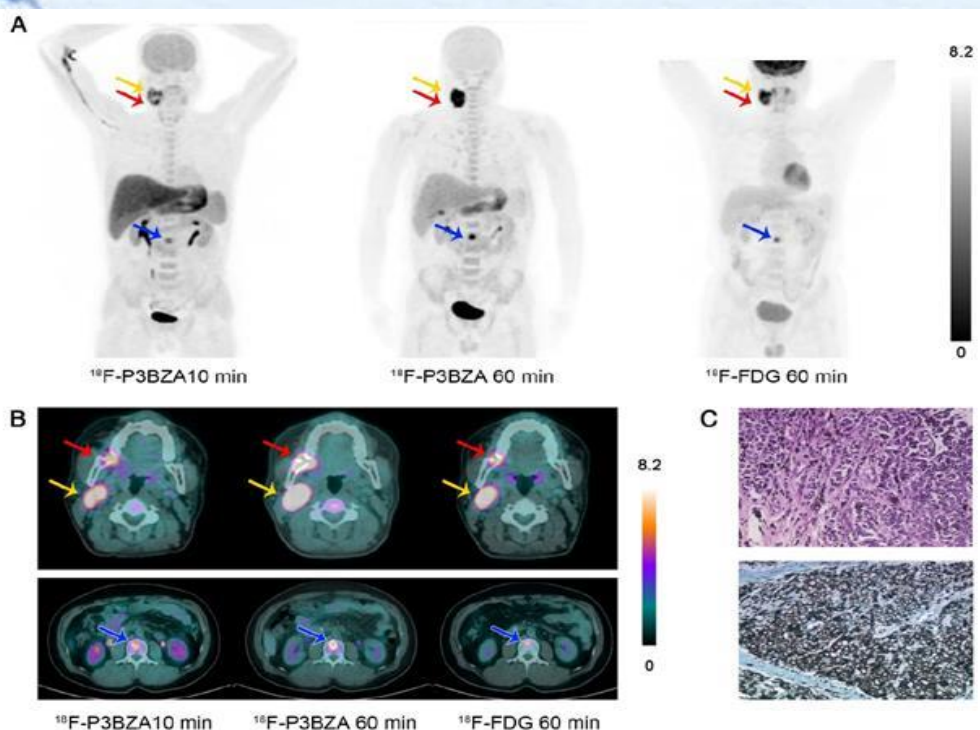 A
8.2
0
¹⁸F-P3BZA10 min
¹⁸F-P3BZA 60 min
¹⁸F-FDG 60 min
B
8.2
0
C
¹⁸F-P3BZA10 min
¹⁸F-P3BZA 60 min
¹⁸F-FDG 60 min